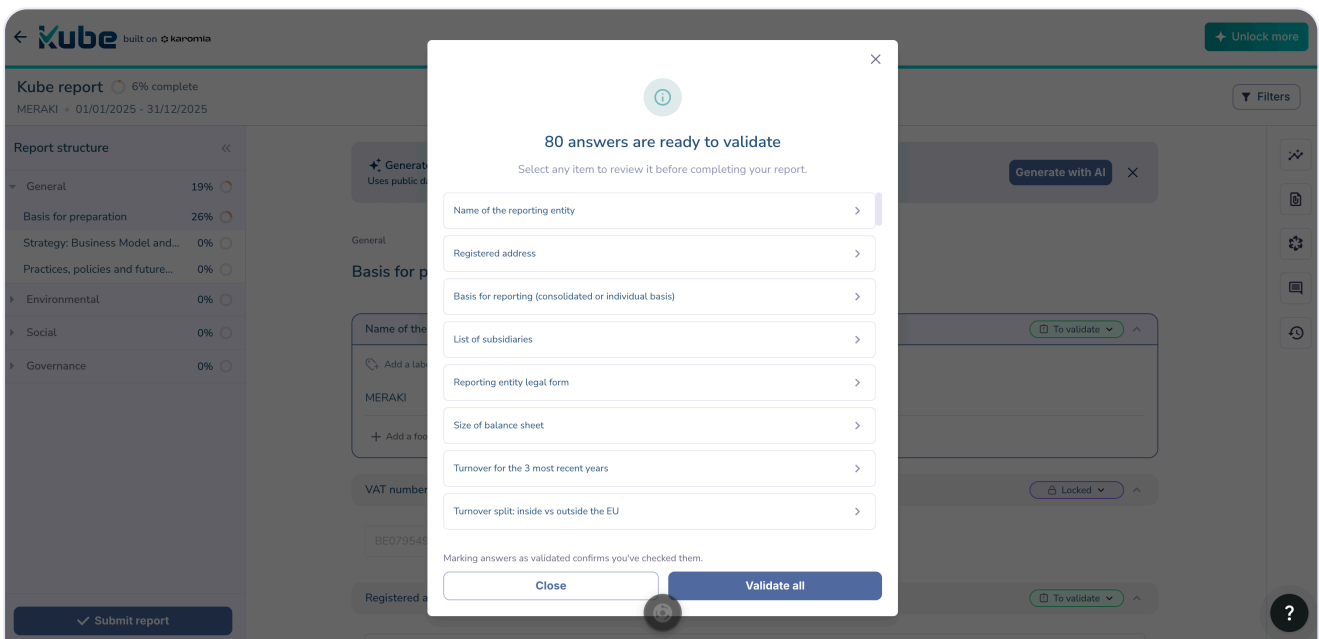 Kube built on karomia
Unlock more
Kube report 6% complete
MERAKI • 01/01/2025 - 31/12/2025
Filters
Report structure
General 19%
Basis for preparation 26%
Strategy: Business Model and... 0%
Practices, policies and future... 0%
Environmental 0%
Social 0%
Governance 0%
Submit report
Generate
Uses public d
Generate with AI
General
Basis for p
Name of the
To validate
Add a lab
MERAKI
Add a foo
VAT number
Locked
BE079549
Registered a
To validate
80 answers are ready to validate
Select any item to review it before completing your report.
Name of the reporting entity
Registered address
Basis for reporting (consolidated or individual basis)
List of subsidiaries
Reporting entity legal form
Size of balance sheet
Turnover for the 3 most recent years
Turnover split: inside vs outside the EU
Marking answers as validated confirms you've checked them.
Close
Validate all
?